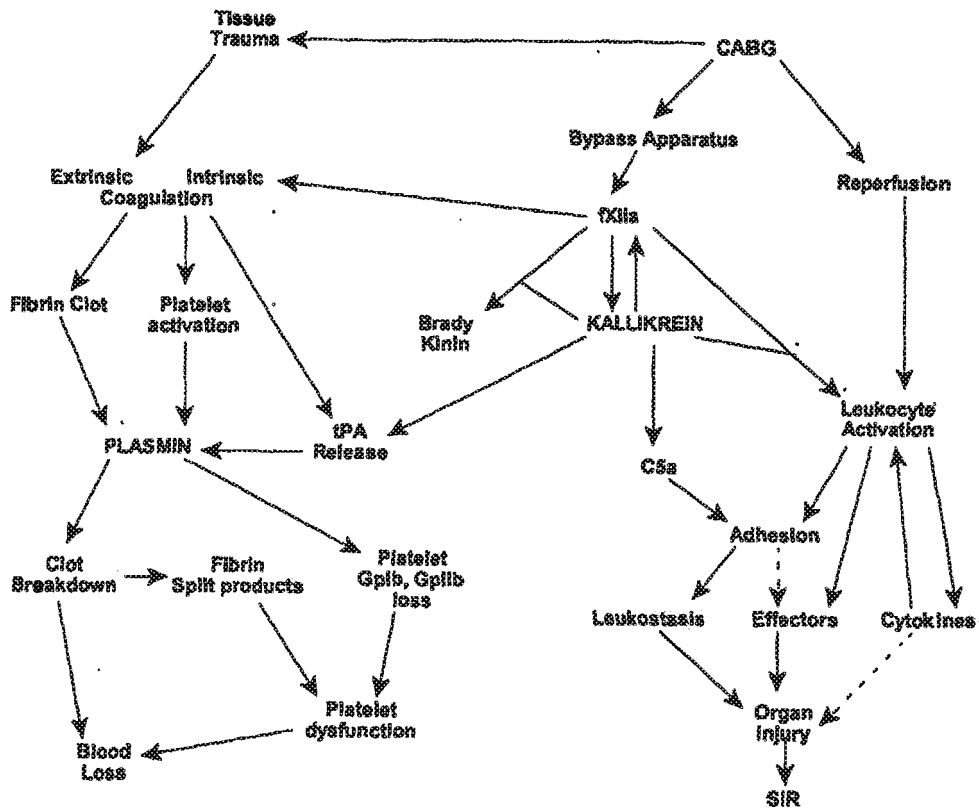 Tissue
Trauma
CABG
Bypass Apparatus
Extrinsic Intrinsic
Coagulation
Reperfusion
fXIIa
Fibrin Clot
Platelet
activation
Brady
Kinin
KALLIKREIN
Leukocyte
Activation
PLASMIN
tPA
Release
C5a
Adhesion
Clot
Breakdown
Fibrin
Split products
Platelet
GpIb, GpIIb
loss
Leukostasis
Effectors
Cytokines
Platelet
dysfunction
Organ
Injury
Blood
Loss
SIR